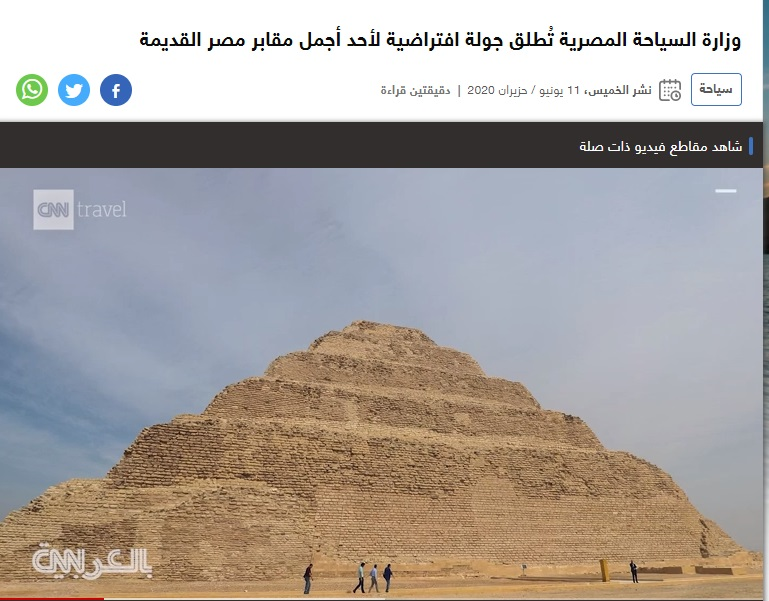 وزارة السياحة المصرية تُطلق جولة افتراضية لأحد أجمل مقابر مصر القديمة
سياحة
نشر الخميس، 11 يونيو / حزيران 2020 | دقيقتين قراءة
شاهد مقاطع فيديو ذات صلة
CNN travel
CNN بالعربية